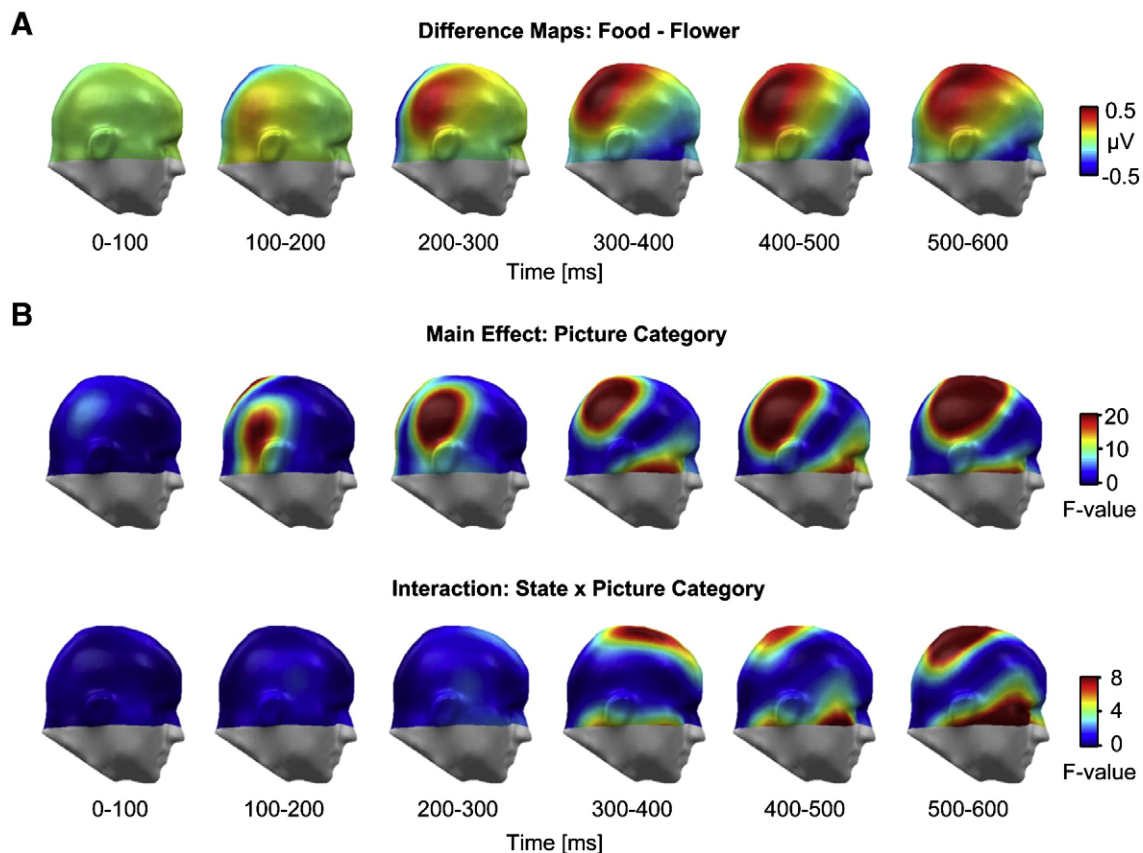 A
Difference Maps: Food - Flower
0.5
µV
-0.5
0-100 100-200 200-300 300-400 400-500 500-600
Time [ms]
B
Main Effect: Picture Category
20
10
0
F-value
Interaction: State x Picture Category
8
4
0
F-value
0-100 100-200 200-300 300-400 400-500 500-600
Time [ms]